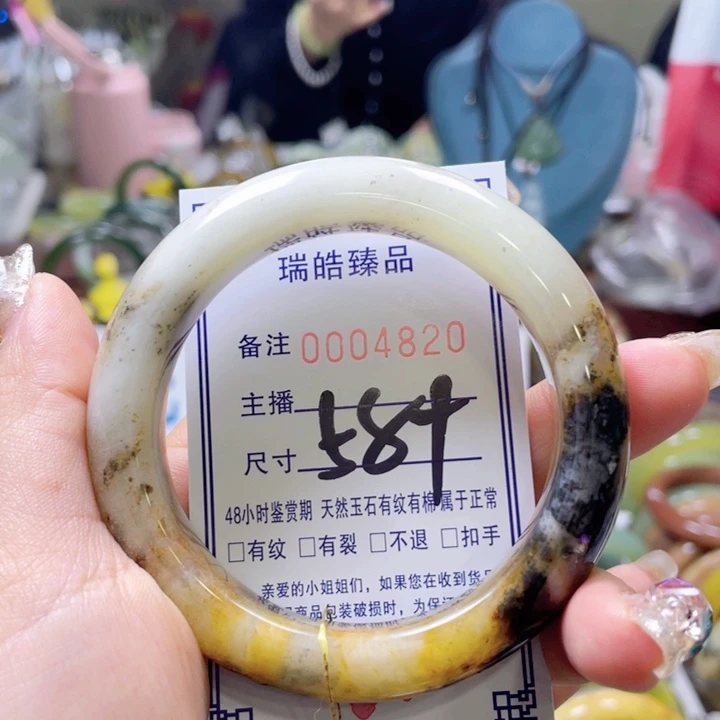 瑞皓臻品
备注 0004820
主播
584
尺寸
48小时鉴赏期 天然玉石有纹有棉属于正常
□有纹 □有裂 □不退 □扣手
亲爱的小姐姐们，如果您在收到货
商品包装破损时，为保